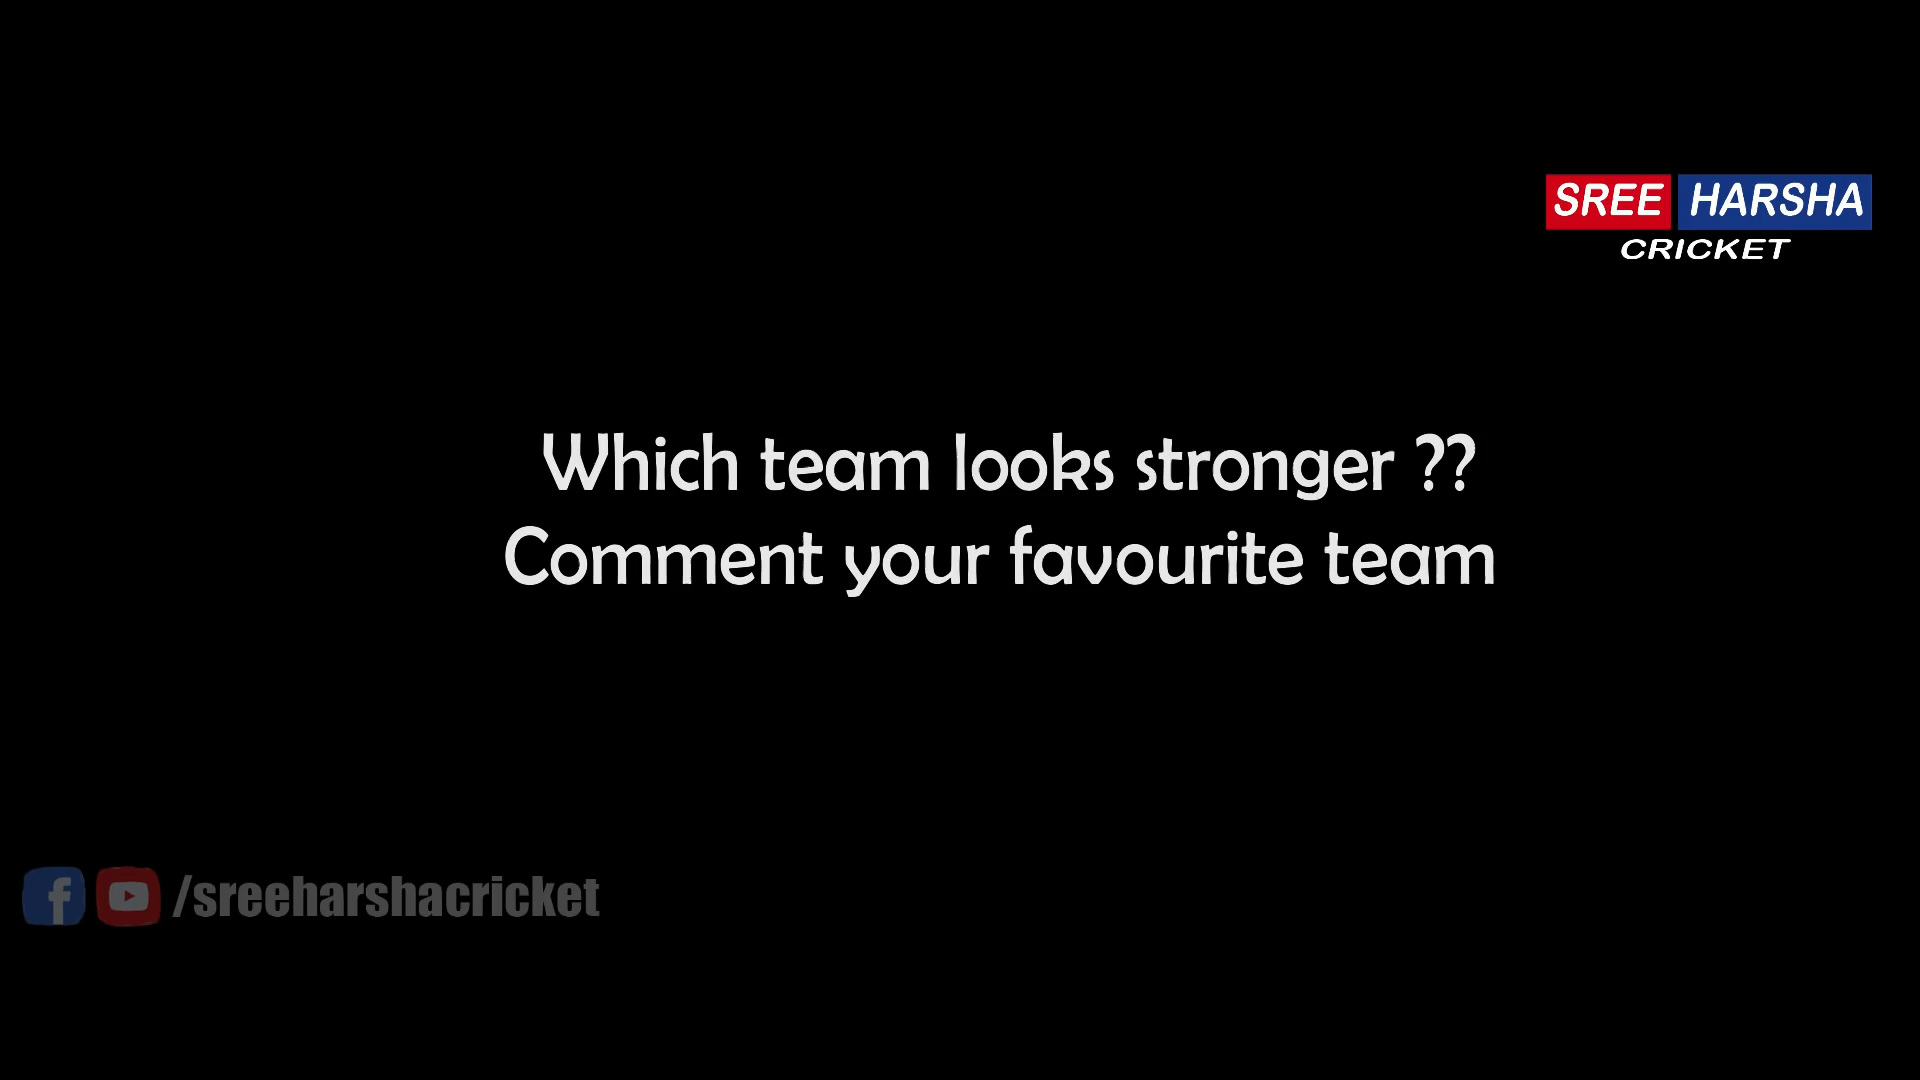 SREE HARSHA
CRICKET
Which team looks stronger ??
Comment your favourite team
/sreeharshacricket